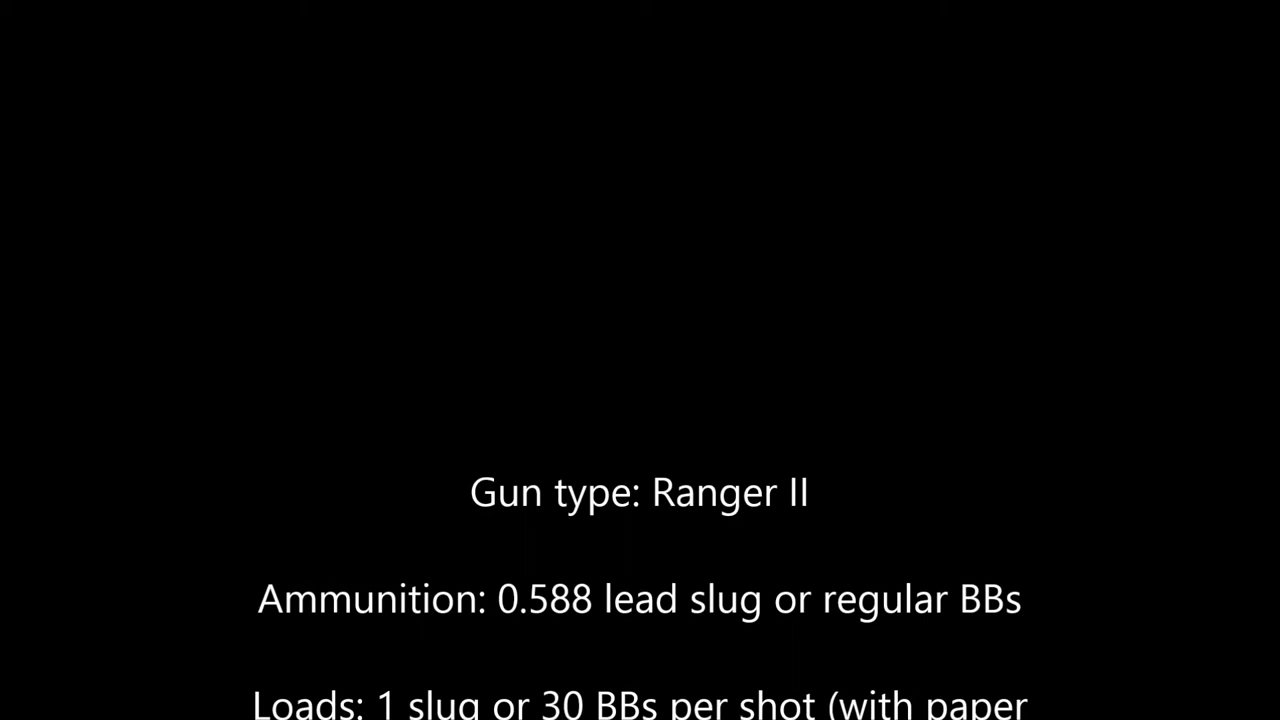 Gun type: Ranger II
Ammunition: 0.588 lead slug or regular BBs
Loads: 1 slug or 30 BBs per shot (with paper